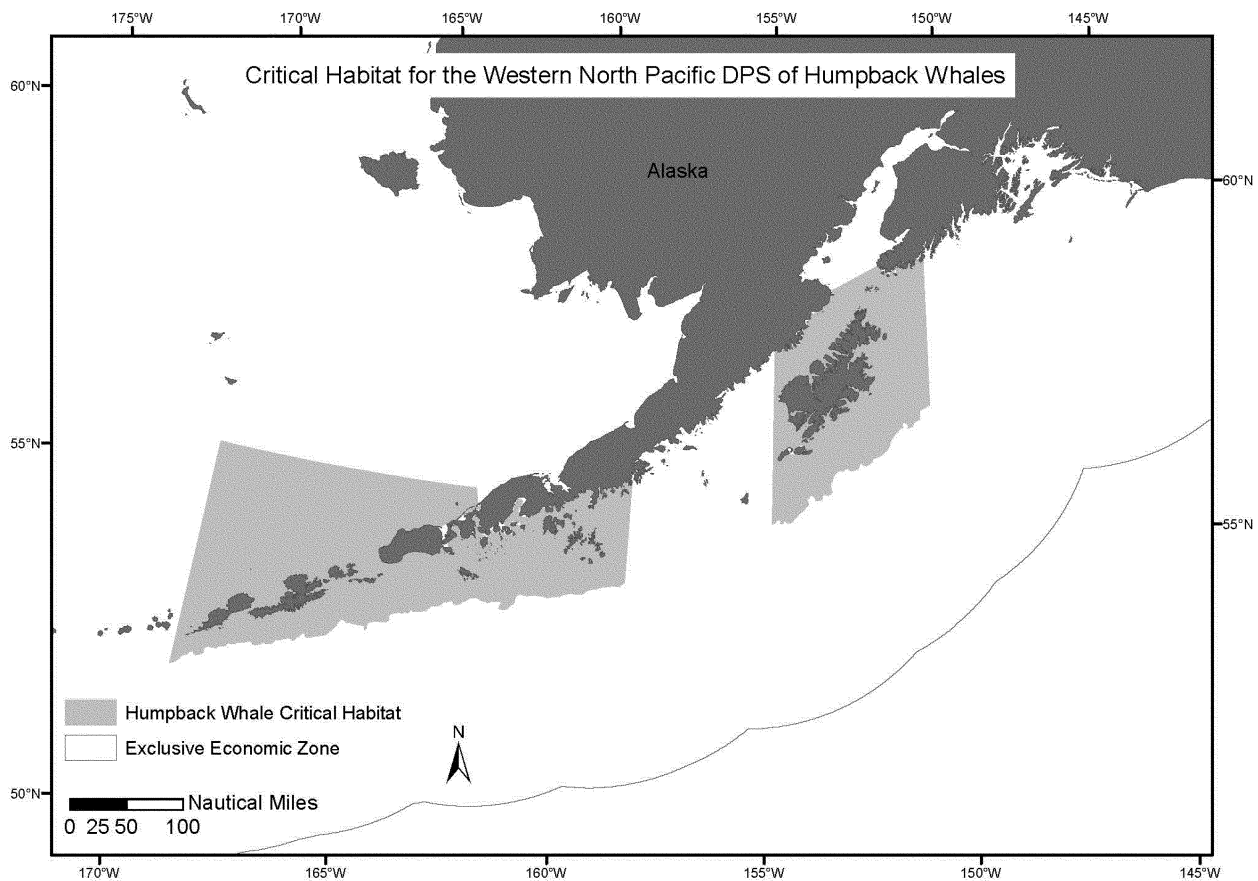 175°W 170°W 165°W 160°W 155°W 150°W 145°W
Critical Habitat for the Western North Pacific DPS of Humpback Whales
60°N
Alaska
60°N
55°N
55°N
Humpback Whale Critical Habitat
N
Exclusive Economic Zone
50°N
Nautical Miles
0 25 50 100
170°W 165°W 160°W 155°W 150°W 145°W